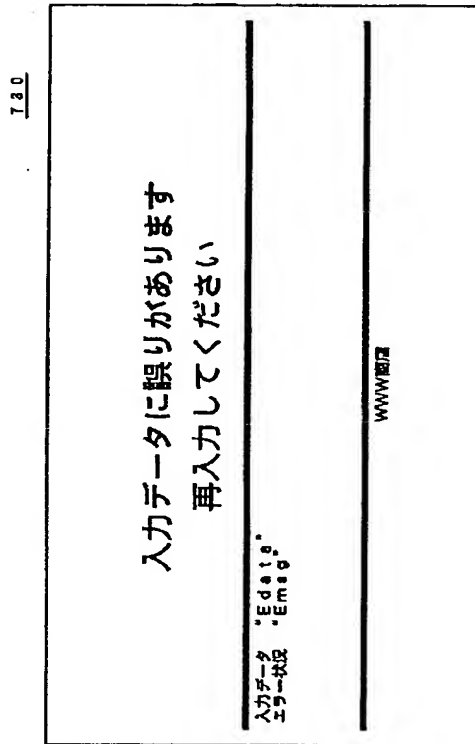 730
入力データに誤りがあります
再入力してください
入力データ “Edata”
エラー状況 “Emsg”
WWW商店